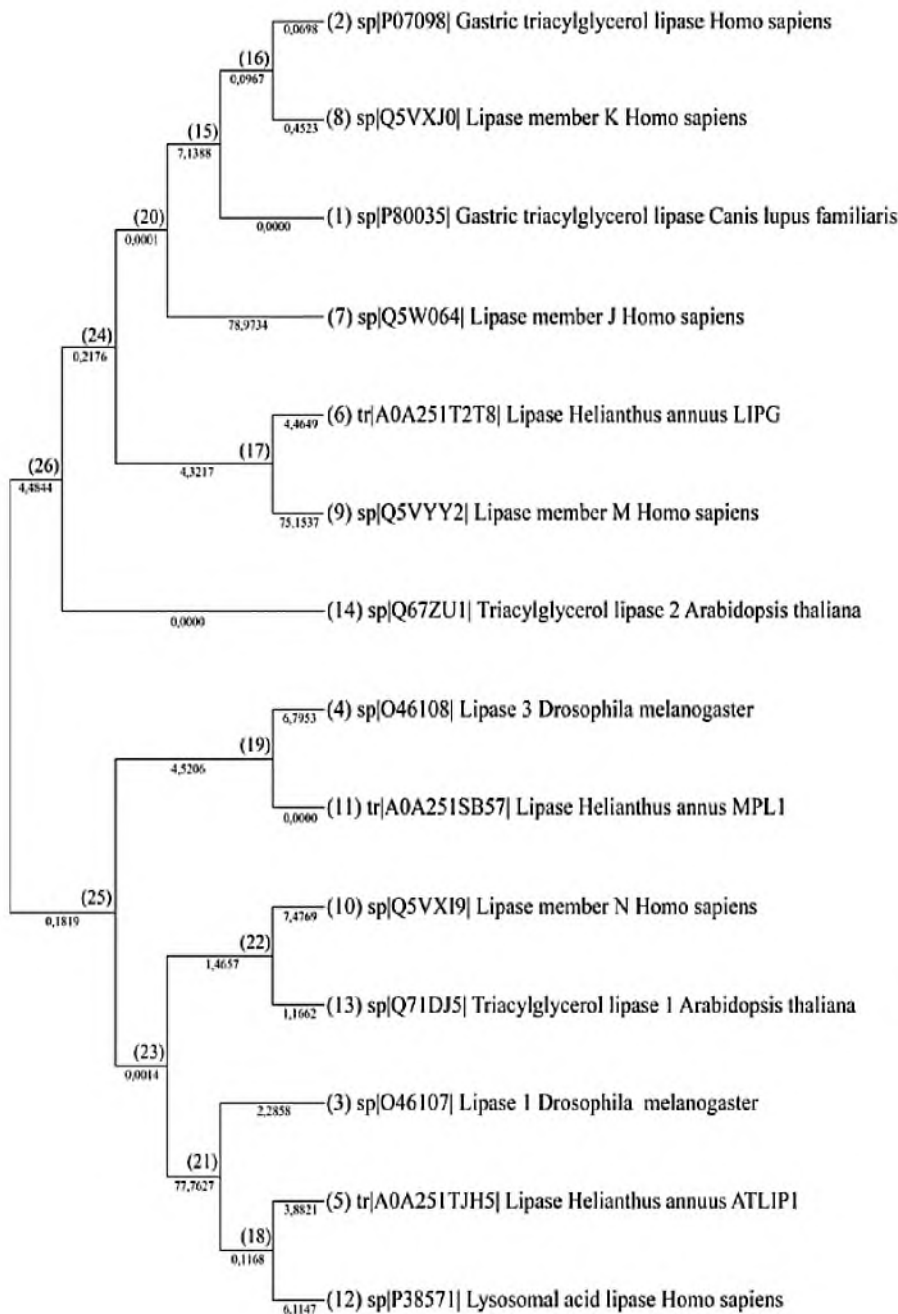 0,0698 (2) sp|P07098| Gastric triacylglycerol lipase Homo sapiens
(16)
0,0967
0,4523 (8) sp|Q5VXJ0| Lipase member K Homo sapiens
(15)
7,1388
(1) sp|P80035| Gastric triacylglycerol lipase Canis lupus familiaris
0,0000
(20)
0,0001
(7) sp|Q5W064| Lipase member J Homo sapiens
78,9734
(24)
0,2176
(6) tr|A0A251T2T8| Lipase Helianthus annuus LIPG
4,4649
(17)
4,3217
(26)
4,4844
(9) sp|Q5VYY2| Lipase member M Homo sapiens
75,1537
(14) sp|Q67ZU1| Triacylglycerol lipase 2 Arabidopsis thaliana
0,0000
(4) sp|O46108| Lipase 3 Drosophila melanogaster
6,7953
(19)
4,5206
(11) tr|A0A251SB57| Lipase Helianthus annus MPL1
0,0000
(25)
0,1819
(10) sp|Q5VXI9| Lipase member N Homo sapiens
7,4769
(22)
1,4657
(13) sp|Q71DJ5| Triacylglycerol lipase 1 Arabidopsis thaliana
1,1662
(23)
0,0014
(3) sp|O46107| Lipase 1 Drosophila melanogaster
2,2858
(21)
77,7627
(5) tr|A0A251TJH5| Lipase Helianthus annuus ATLIP1
3,8821
(18)
0,1168
(12) sp|P38571| Lysosomal acid lipase Homo sapiens
6,1147